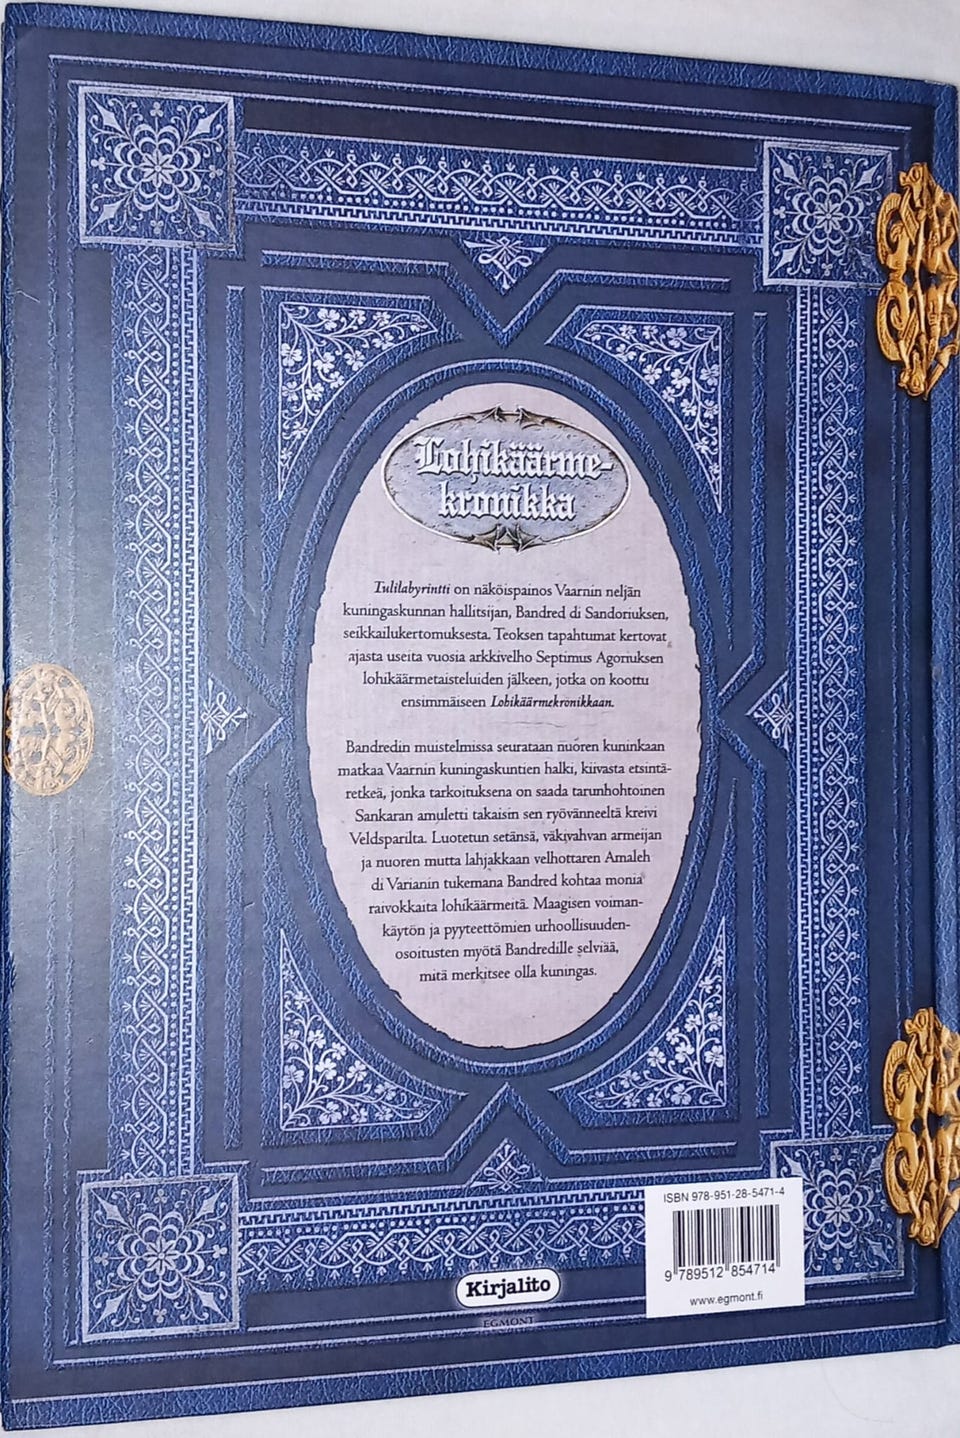 Lohikäärme-
kronikka
Tulilabyrintti on näköispainos Vaarnin neljän
kuningaskunnan hallitsijan, Bandred di Sandoriuksen,
seikkailukertomuksesta. Teoksen tapahtumat kertovat
ajasta useita vuosia arkkivelho Septimus Agoriuksen
lohikäärmetaisteluiden jälkeen, jotka on koottu
ensimmäiseen Lohikäärmekronikkaan.
Bandredin muistelmissa seurataan nuoren kuninkaan
matkaa Vaarnin kuningaskuntien halki, kiivasta etsintä-
retkeä, jonka tarkoituksena on saada tarunhohtoinen
Sankaran amuletti takaisin sen ryövänneeltä kreivi
Veldsparilta. Luotetun setänsä, väkivahvan armeijan
ja nuoren mutta lahjakkaan velhottaren Amaleh
di Varianin tukemana Bandred kohtaa monia
raivokkaita lohikäärmeitä. Maagisen voiman-
käytön ja pyyteettömien urhoollisuuden-
osoitusten myötä Bandredille selviää,
mitä merkitsee olla kuningas.
ISBN 978-951-28-5471-4
9 789512 854714
www.egmont.fi
Kirjalito
EGMONT